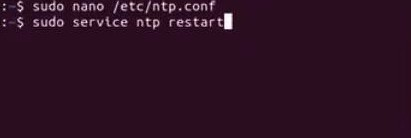 :~$ sudo nano /etc/ntp.conf
:~$ sudo service ntp restart